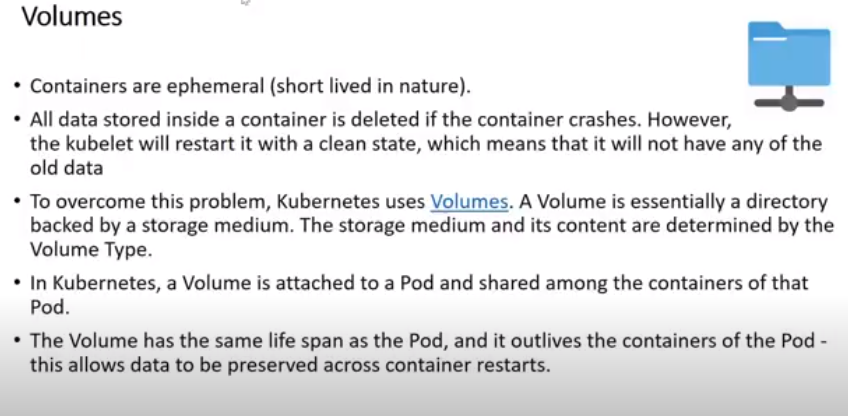 Volumes
• Containers are ephemeral (short lived in nature).
• All data stored inside a container is deleted if the container crashes. However,
the kubelet will restart it with a clean state, which means that it will not have any of the
old data
• To overcome this problem, Kubernetes uses Volumes. A Volume is essentially a directory
backed by a storage medium. The storage medium and its content are determined by the
Volume Type.
• In Kubernetes, a Volume is attached to a Pod and shared among the containers of that
Pod.
• The Volume has the same life span as the Pod, and it outlives the containers of the Pod -
this allows data to be preserved across container restarts.